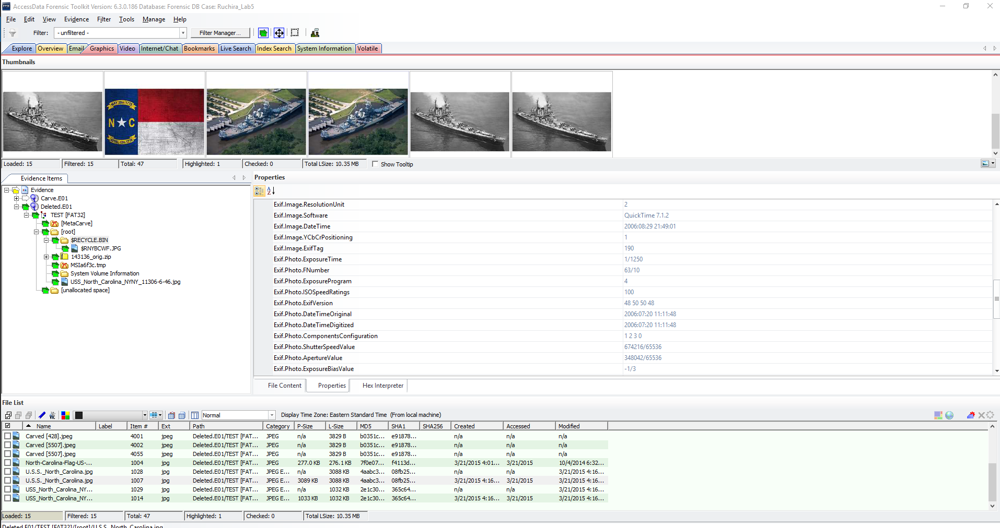 AccessData Forensic Toolkit Version: 6.3.0.186 Database: Forensic DB Case: Ruchira_Lab5
File Edit View Evidence Filter Tools Manage Help
Filter: - unfiltered - Filter Manager...
Explore Overview Email Graphics Video Internet/Chat Bookmarks Live Search Index Search System Information Volatile
Thumbnails
MAY 20th 1775
N C
APRIL 12th 1776
Loaded: 15 Filtered: 15 Total: 47 Highlighted: 1 Checked: 0 Total LSize: 10.35 MB Show Tooltip
Evidence Items
Evidence
Carve.E01
Deleted.E01
TEST [FAT32]
[MetaCarve]
[root]
$RECYCLE.BIN
$RNYBCWF.JPG
143136_orig.zip
MSIa6f3c.tmp
System Volume Information
USS_North_Carolina_NYNY_11306-6-46.jpg
[unallocated space]
Properties
Exif.Image.ResolutionUnit 2
Exif.Image.Software QuickTime 7.1.2
Exif.Image.DateTime 2006:08:29 21:49:01
Exif.Image.YCbCrPositioning 1
Exif.Image.ExifTag 190
Exif.Photo.ExposureTime 1/1250
Exif.Photo.FNumber 63/10
Exif.Photo.ExposureProgram 4
Exif.Photo.ISOSpeedRatings 100
Exif.Photo.ExifVersion 48 50 50 48
Exif.Photo.DateTimeOriginal 2006:07:20 11:11:48
Exif.Photo.DateTimeDigitized 2006:07:20 11:11:48
Exif.Photo.ComponentsConfiguration 1 2 3 0
Exif.Photo.ShutterSpeedValue 674216/65536
Exif.Photo.ApertureValue 348042/65536
Exif.Photo.ExposureBiasValue -1/3
File Content Properties Hex Interpreter
File List
Normal Display Time Zone: Eastern Standard Time (From local machine)
Name Label Item # Ext Path Category P-Size L-Size MD5 SHA1 SHA256 Created Accessed Modified
Carved [428].jpeg 4001 jpeg Deleted.E01/TEST [FAT... JPEG n/a 3829 B b0351c... e91878... n/a n/a n/a
Carved [5507].jpeg 4002 jpeg Deleted.E01/TEST [FAT... JPEG n/a 3829 B b0351c... e91878... n/a n/a n/a
Carved [5507].jpeg 4055 jpeg Deleted.E01/TEST [FAT... JPEG n/a 3829 B b0351c... e91878... n/a n/a n/a
North-Carolina-Flag-US-... 1004 jpg Deleted.E01/TEST [FAT... JPEG 277.0 KB 276.1 KB 7f0e07... f4113d... 3/21/2015 4:01... 3/21/2015 10/4/2014 6:32...
U.S.S._North_Carolina.jpg 1028 jpg Deleted.E01/TEST [FAT... JPEG E... n/a 3088 KB 4aabc3... 08fb25... n/a n/a 3/21/2015 4:16...
U.S.S._North_Carolina.jpg 1007 jpg Deleted.E01/TEST [FAT... JPEG E... 3089 KB 3088 KB 4aabc3... 08fb25... 3/21/2015 4:16... 3/21/2015 3/21/2015 4:16...
USS_North_Carolina_NY... 1029 jpg Deleted.E01/TEST [FAT... JPEG E... n/a 1032 KB 2e1c30... 365c64... n/a n/a 3/21/2015 4:16...
USS_North_Carolina_NY... 1014 jpg Deleted.E01/TEST [FAT... JPEG E... 1033 KB 1032 KB 2e1c30... 365c64... 3/21/2015 4:16... 3/21/2015 3/21/2015 4:16...
Loaded: 15 Filtered: 15 Total: 47 Highlighted: 1 Checked: 0 Total LSize: 10.35 MB
Deleted.E01/TEST [FAT32]/[root]/U.S.S._North_Carolina.jpg